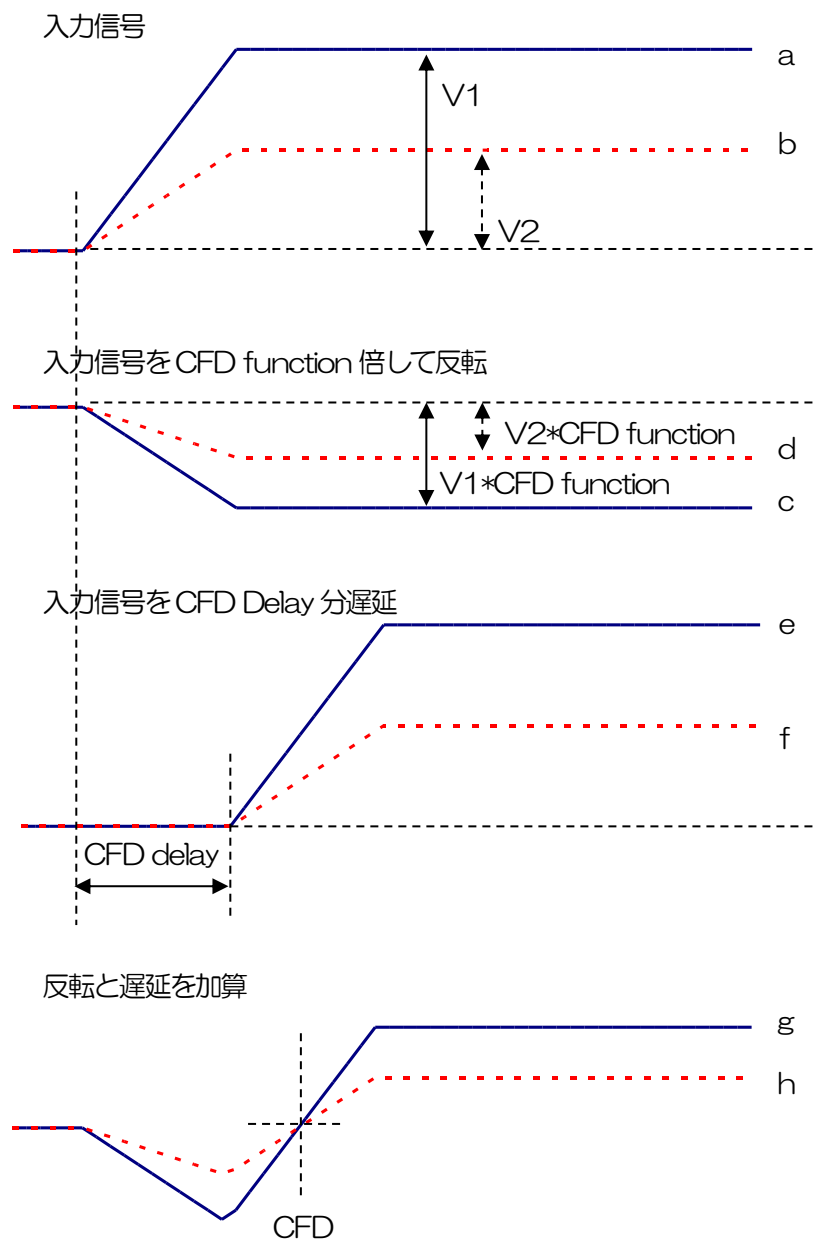 入力信号
a
V1
b
V2
入力信号をCFD function 倍して反転
V2*CFD function
d
V1*CFD function
c
入力信号をCFD Delay 分遅延
e
f
CFD delay
反転と遅延を加算
g
h
CFD